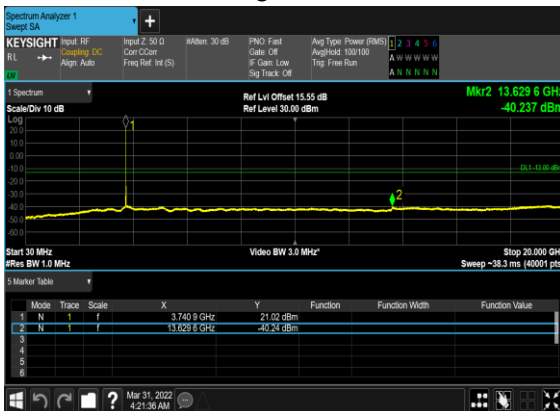 Spectrum Analyzer 1
Swept SA
KEYSIGHT Input: RF Input Z: 50 Ω #Atten: 30 dB PNO: Fast Avg Type: Power (RMS) 1 2 3 4 5 6
RL Coupling: DC Corr CCorr Gate: Off Avg|Hold: 100/100 A W W W W W
Align: Auto Freq Ref: Int (S) IF Gain: Low Trig: Free Run
Sig Track: Off A N N N N N
1 Spectrum Ref Lvl Offset 15.55 dB Mkr2 13.629 6 GHz
Scale/Div 10 dB Ref Level 30.00 dBm -40.237 dBm
Log
20.0 1
10.0
0.00
-10.0 DL1 -13.00 dBm
-20.0
-30.0 2
-40.0
-50.0
-60.0
Start 30 MHz Video BW 3.0 MHz* Stop 20.000 GHz
#Res BW 1.0 MHz Sweep ~38.3 ms (40001 pts)
5 Marker Table
Mode Trace Scale X Y Function Function Width Function Value
1 N 1 f 3.740 9 GHz 21.02 dBm
2 N 1 f 13.629 6 GHz -40.24 dBm
3
4
5
6
? Mar 31, 2022
4:21:36 AM